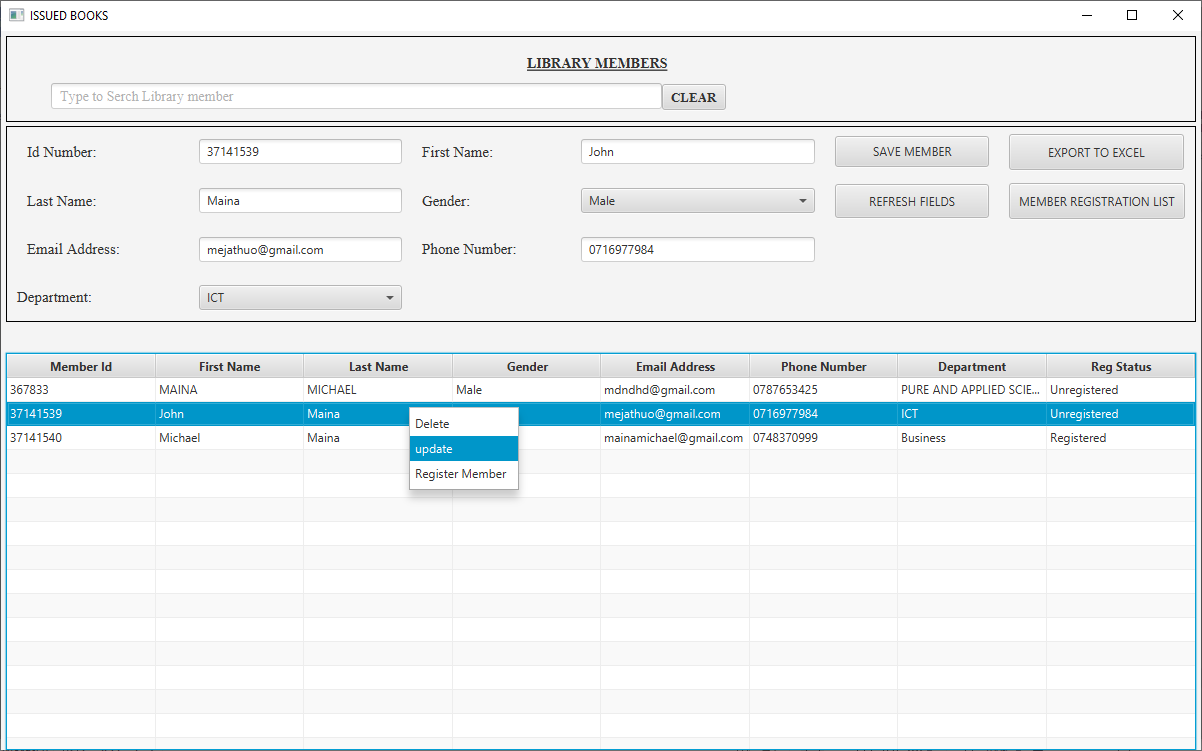 ISSUED BOOKS
LIBRARY MEMBERS
Type to Serch Library member CLEAR
Id Number: 37141539 First Name: John SAVE MEMBER EXPORT TO EXCEL
Last Name: Maina Gender: Male REFRESH FIELDS MEMBER REGISTRATION LIST
Email Address: mejathuo@gmail.com Phone Number: 0716977984
Department: ICT
Member Id First Name Last Name Gender Email Address Phone Number Department Reg Status
367833 MAINA MICHAEL Male mdndhd@gmail.com 0787653425 PURE AND APPLIED SCIE... Unregistered
37141539 John Maina mejathuo@gmail.com 0716977984 ICT Unregistered
37141540 Michael Maina mainamichael@gmail.com 0748370999 Business Registered
Delete
update
Register Member